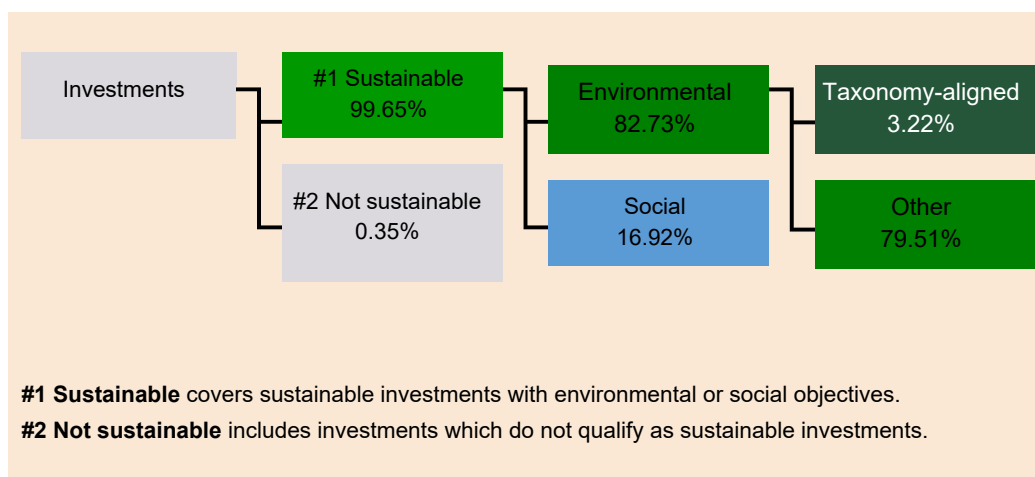 Investments
#1 Sustainable
99.65%
#2 Not sustainable
0.35%
Environmental
82.73%
Social
16.92%
Taxonomy-aligned
3.22%
Other
79.51%
#1 Sustainable covers sustainable investments with environmental or social objectives.
#2 Not sustainable includes investments which do not qualify as sustainable investments.